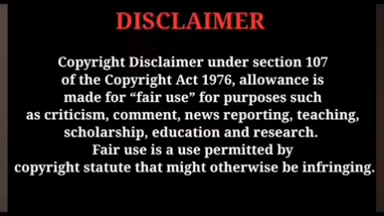 DISCLAIMER
Copyright Disclaimer under section 107
of the Copyright Act 1976, allowance is
made for “fair use” for purposes such
as criticism, comment, news reporting, teaching,
scholarship, education and research.
Fair use is a use permitted by
copyright statute that might otherwise be infringing.